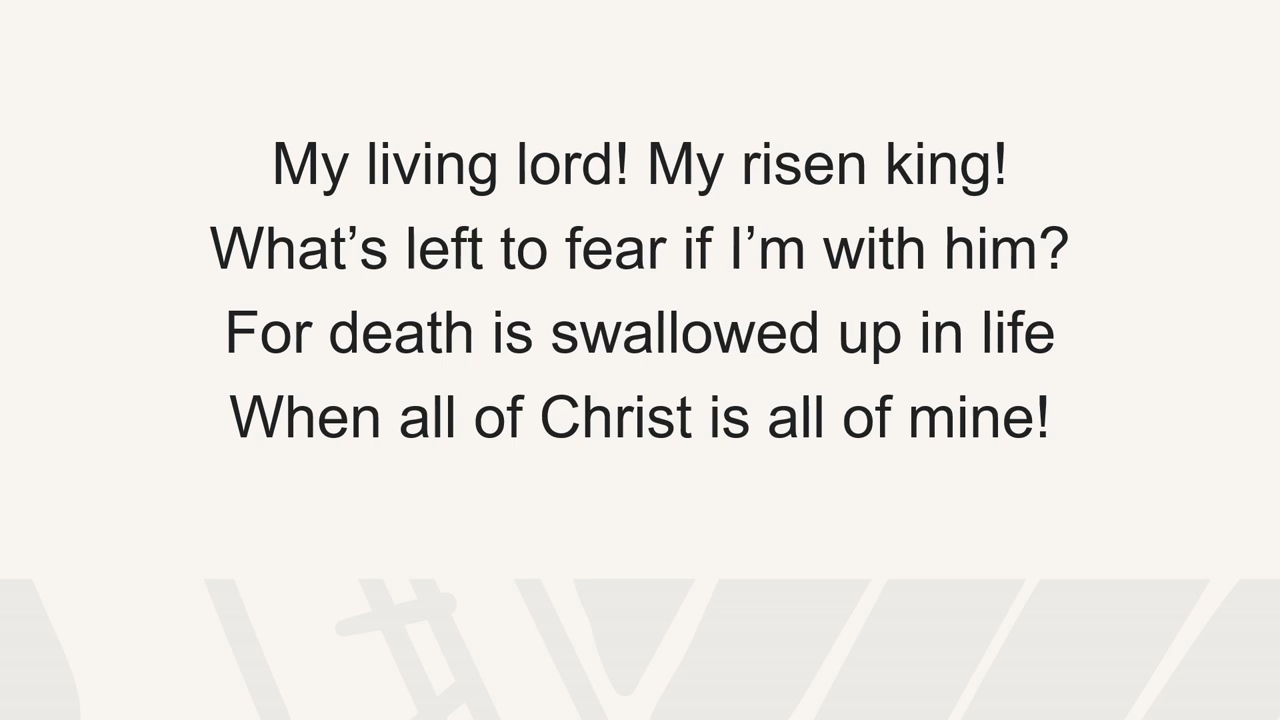 My living lord! My risen king!
What’s left to fear if I’m with him?
For death is swallowed up in life
When all of Christ is all of mine!